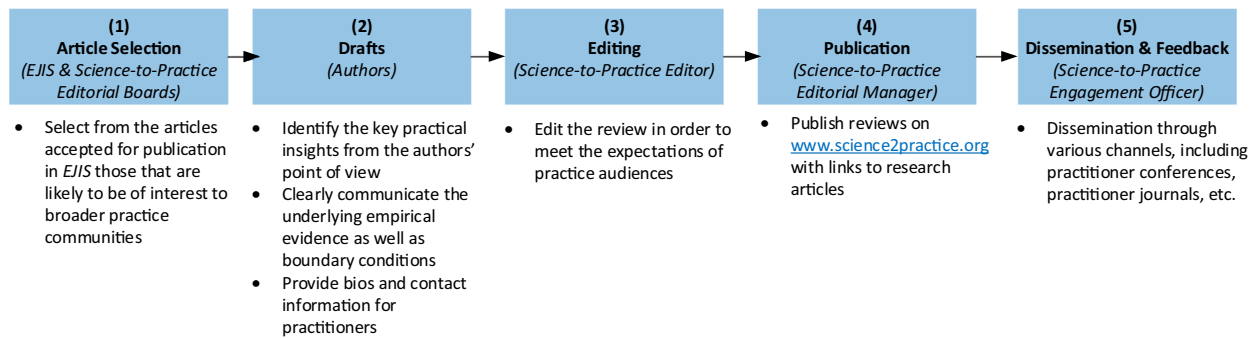 (1)
Article Selection
(EJIS & Science-to-Practice
Editorial Boards)
• Select from the articles
accepted for publication
in EJIS those that are
likely to be of interest to
broader practice
communities
(2)
Drafts
(Authors)
• Identify the key practical
insights from the authors'
point of view
• Clearly communicate the
underlying empirical
evidence as well as
boundary conditions
• Provide bios and contact
information for
practitioners
(3)
Editing
(Science-to-Practice Editor)
• Edit the review in order to
meet the expectations of
practice audiences
(4)
Publication
(Science-to-Practice
Editorial Manager)
• Publish reviews on
www.science2practice.org
with links to research
articles
(5)
Dissemination & Feedback
(Science-to-Practice
Engagement Officer)
• Dissemination through
various channels, including
practitioner conferences,
practitioner journals, etc.